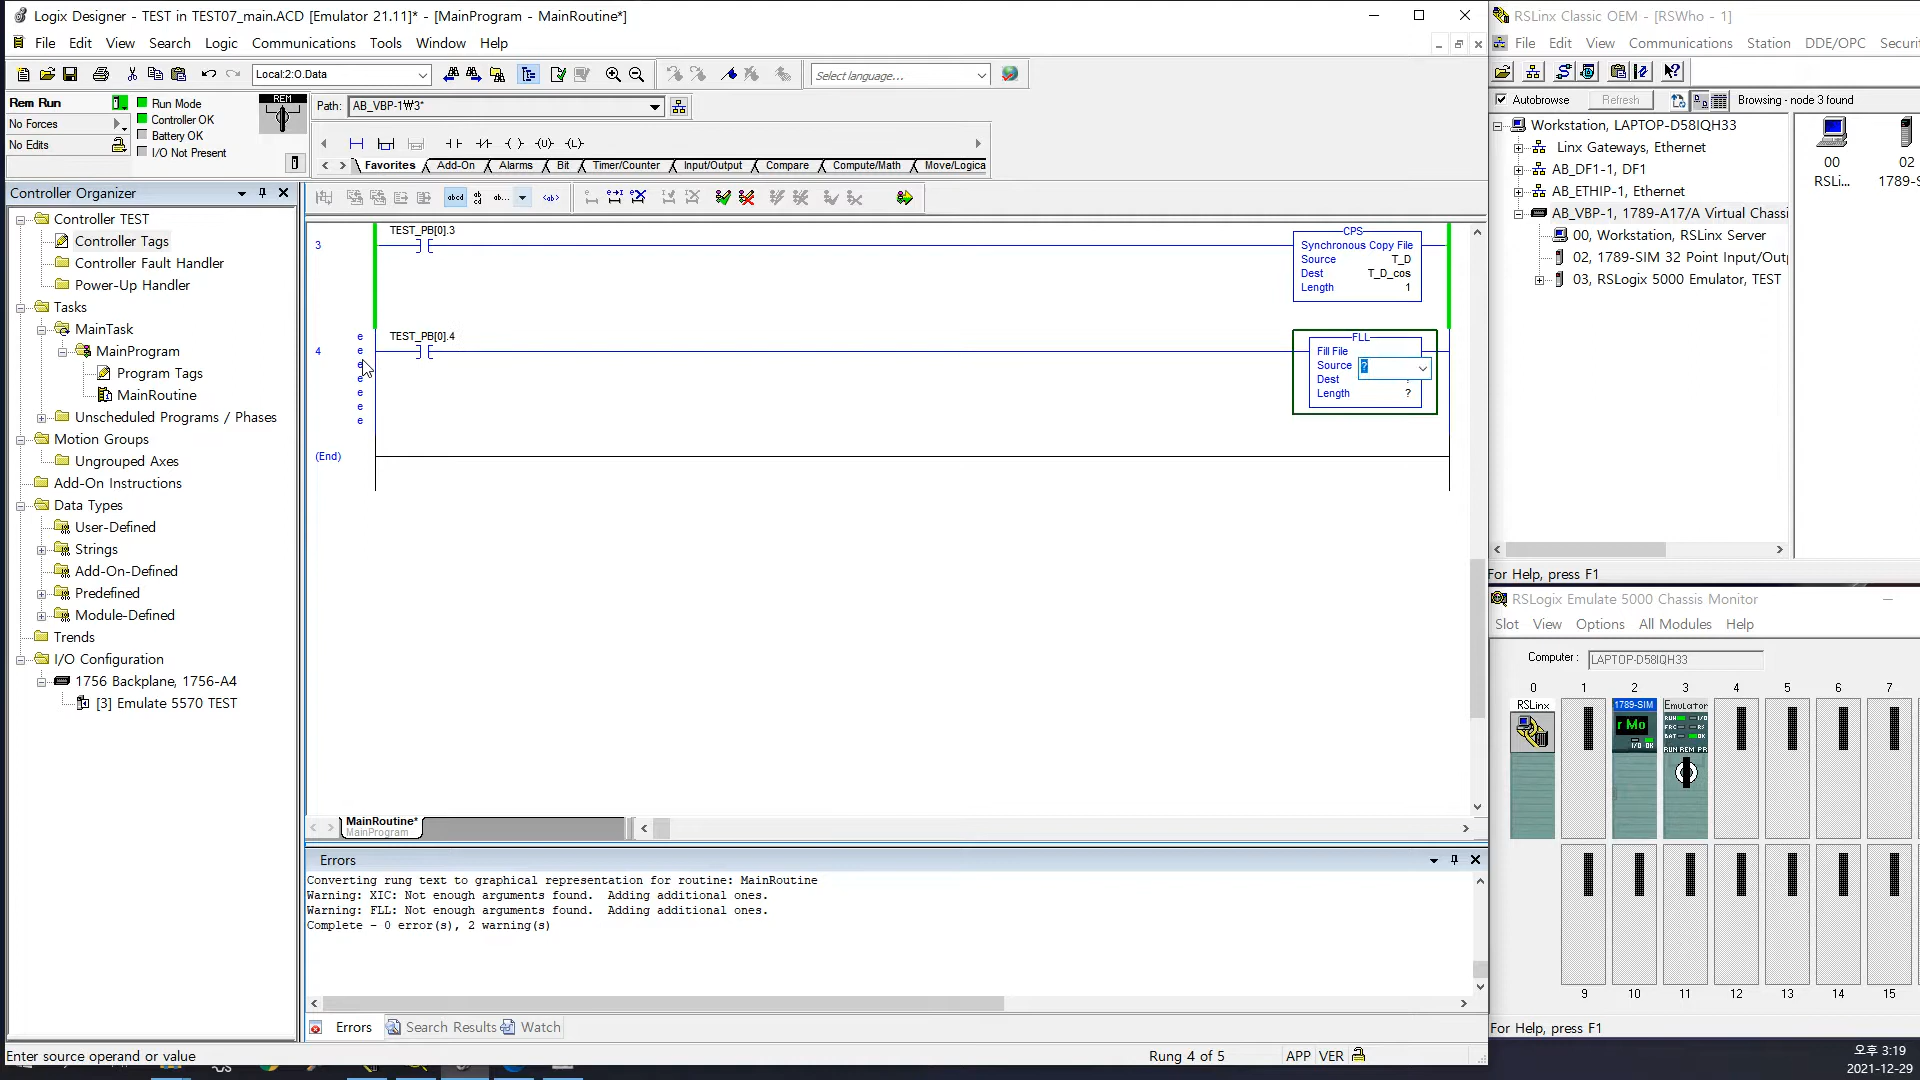 Logix Designer - TEST in TEST07_main.ACD [Emulator 21.11]* - [MainProgram - MainRoutine*]
File Edit View Search Logic Communications Tools Window Help
Local:2:O.Data
Select language...
Rem Run
No Forces
No Edits
Run Mode
Controller OK
Battery OK
I/O Not Present
REM
Path: AB_VBP-1₩3*
Favorites Add-On Alarms Bit Timer/Counter Input/Output Compare Compute/Math Move/Logica
Controller Organizer
Controller TEST
Controller Tags
Controller Fault Handler
Power-Up Handler
Tasks
MainTask
MainProgram
Program Tags
MainRoutine
Unscheduled Programs / Phases
Motion Groups
Ungrouped Axes
Add-On Instructions
Data Types
User-Defined
Strings
Add-On-Defined
Predefined
Module-Defined
Trends
I/O Configuration
1756 Backplane, 1756-A4
[3] Emulate 5570 TEST
3
TEST_PB[0].3
CPS
Synchronous Copy File
Source T_D
Dest T_D_cos
Length 1
4
e
e
e
e
e
e
e
TEST_PB[0].4
FLL
Fill File
Source ?
Dest ?
Length ?
(End)
MainRoutine*
MainProgram
Errors
Converting rung text to graphical representation for routine: MainRoutine
Warning: XIC: Not enough arguments found.  Adding additional ones.
Warning: FLL: Not enough arguments found.  Adding additional ones.
Complete - 0 error(s), 2 warning(s)
Errors Search Results Watch
Enter source operand or value
Rung 4 of 5 APP VER
RSLinx Classic OEM - [RSWho - 1]
File Edit View Communications Station DDE/OPC Securi
Autobrowse Refresh Browsing - node 3 found
Workstation, LAPTOP-D58IQH33
Linx Gateways, Ethernet
AB_DF1-1, DF1
AB_ETHIP-1, Ethernet
AB_VBP-1, 1789-A17/A Virtual Chassi
00, Workstation, RSLinx Server
02, 1789-SIM 32 Point Input/Out
03, RSLogix 5000 Emulator, TEST
00
RSLi...
02
1789-S
For Help, press F1
RSLogix Emulate 5000 Chassis Monitor
Slot View Options All Modules Help
Computer : LAPTOP-D58IQH33
0 1 2 3 4 5 6 7
RSLinx 1789-SIM Emulator
r Mo
I/O OK
RUN I/O
FRC RS
BAT OK
RUN REM PR
9 10 11 12 13 14 15
For Help, press F1
오후 3:19
2021-12-29